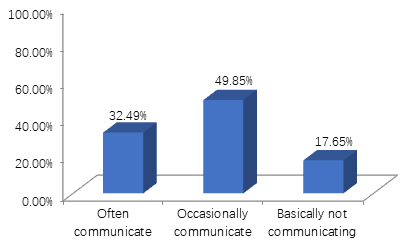 100.00%
80.00%
60.00%
40.00%
20.00%
0.00%
32.49%
49.85%
17.65%
Often
communicate
Occasionally
communicate
Basically not
communicating